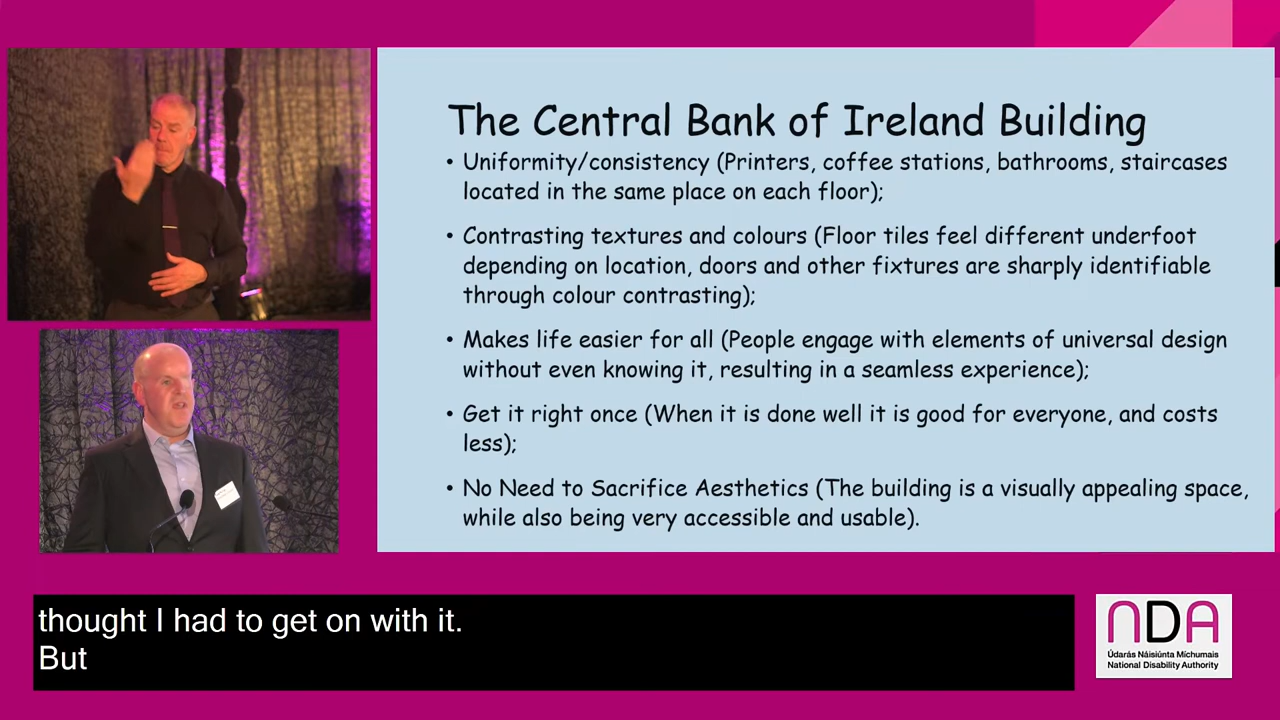 The Central Bank of Ireland Building
• Uniformity/consistency (Printers, coffee stations, bathrooms, staircases
located in the same place on each floor);
• Contrasting textures and colours (Floor tiles feel different underfoot
depending on location, doors and other fixtures are sharply identifiable
through colour contrasting);
• Makes life easier for all (People engage with elements of universal design
without even knowing it, resulting in a seamless experience);
• Get it right once (When it is done well it is good for everyone, and costs
less);
• No Need to Sacrifice Aesthetics (The building is a visually appealing space,
while also being very accessible and usable).
thought I had to get on with it.
But
NDA
Údarás Náisiúnta Míchumais
National Disability Authority